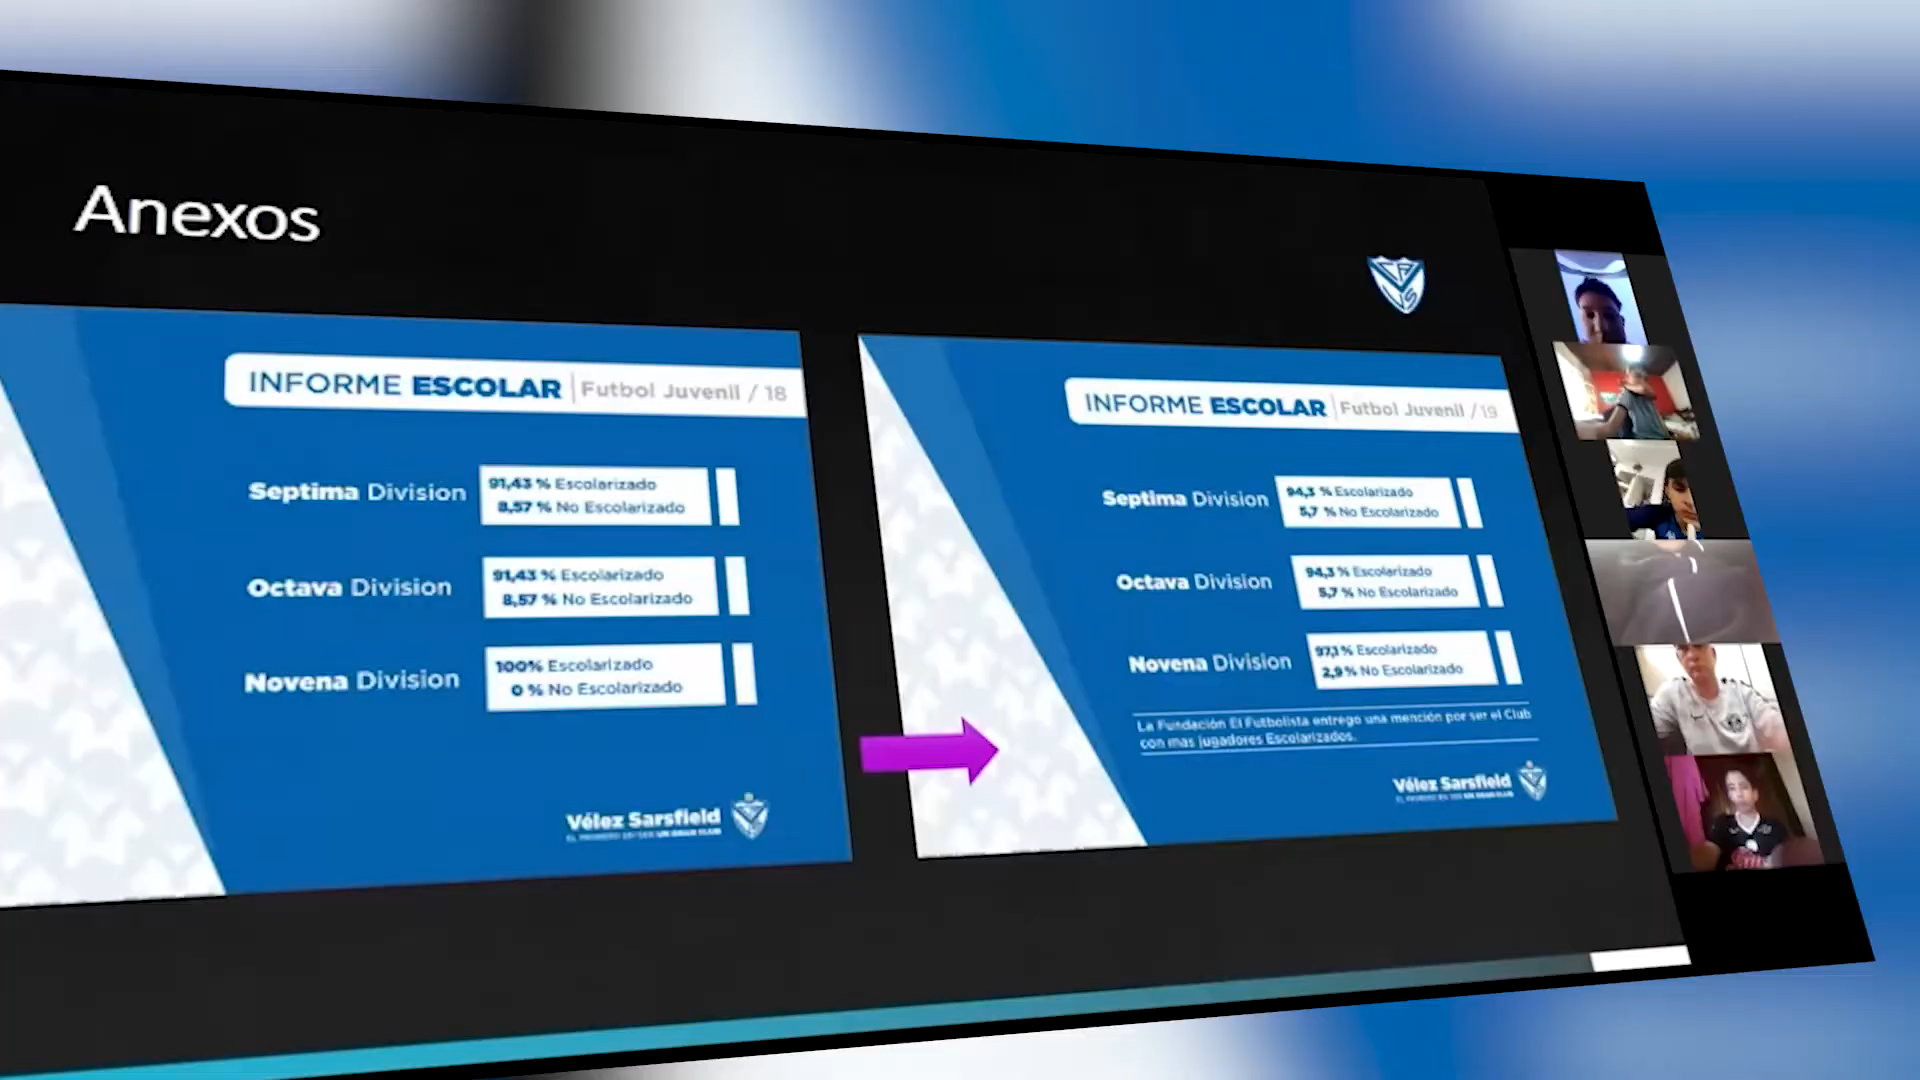 Anexos
INFORME ESCOLAR | Futbol Juvenil / 18
Septima Division
91,43 % Escolarizado
8,57 % No Escolarizado
Octava Division
91,43 % Escolarizado
8,57 % No Escolarizado
Novena Division
100% Escolarizado
0 % No Escolarizado
Vélez Sarsfield
INFORME ESCOLAR | Futbol Juvenil / 19
Septima Division
94,3 % Escolarizado
5,7 % No Escolarizado
Octava Division
94,3 % Escolarizado
5,7 % No Escolarizado
Novena Division
97,1 % Escolarizado
2,9 % No Escolarizado
La Fundación El Futbolista entrego una mención por ser el Club
con mas jugadores Escolarizados.
Vélez Sarsfield